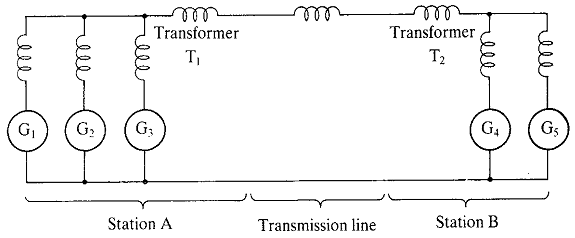 Transformer
T1
Transformer
T2
G1
G2
G3
G4
G5
Station A
Transmission line
Station B